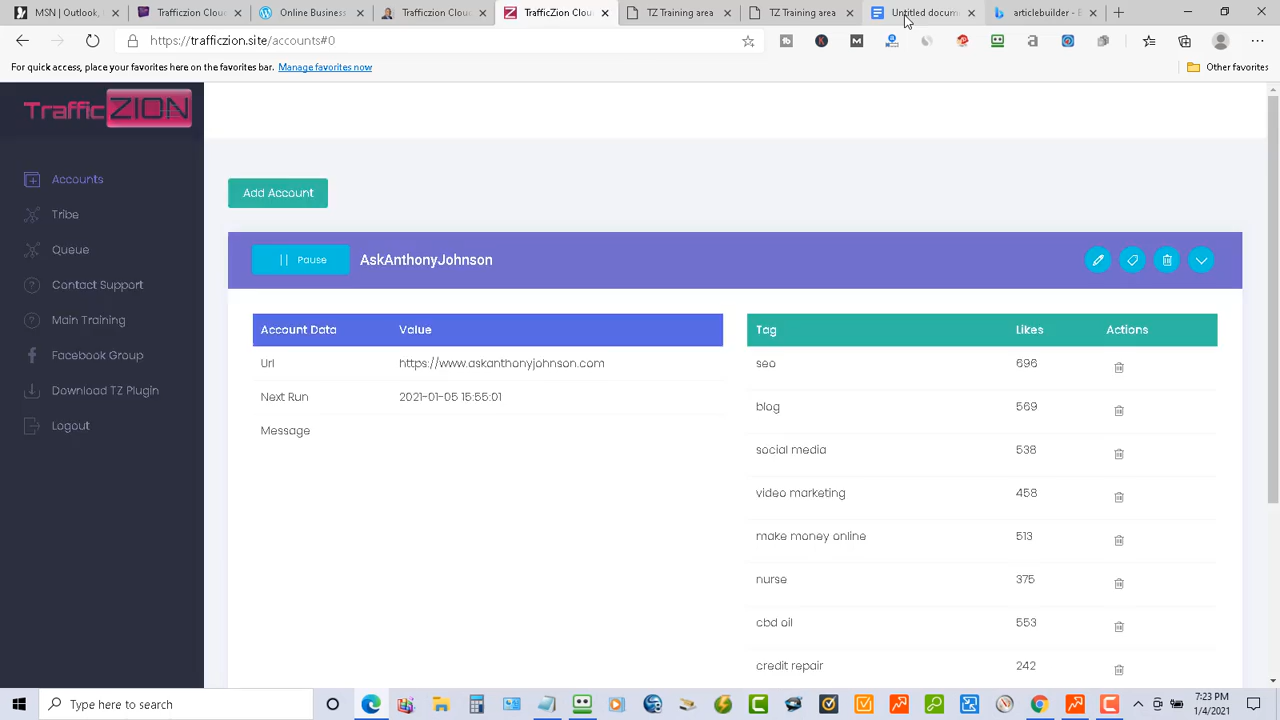 MSN | Outlook,
Trafficzion Clou
Online Business
Trafficzion Clou
TrafficZion Clou
TZ Training area
TZ Training area
Untitled docum
articlebuilder - B
https://trafficzion.site/accounts#0
For quick access, place your favorites here on the favorites bar. Manage favorites now
Other favorites
Traffic ZION
Accounts
Tribe
Queue
Contact Support
Main Training
Facebook Group
Download TZ Plugin
Logout
Add Account
Pause
AskAnthonyJohnson
Account Data Value
Url https://www.askanthonyjohnson.com
Next Run 2021-01-05 15:55:01
Message
Tag Likes Actions
seo 696
blog 569
social media 538
video marketing 458
make money online 513
nurse 375
cbd oil 553
credit repair 242
Type here to search
7:23 PM
1/4/2021